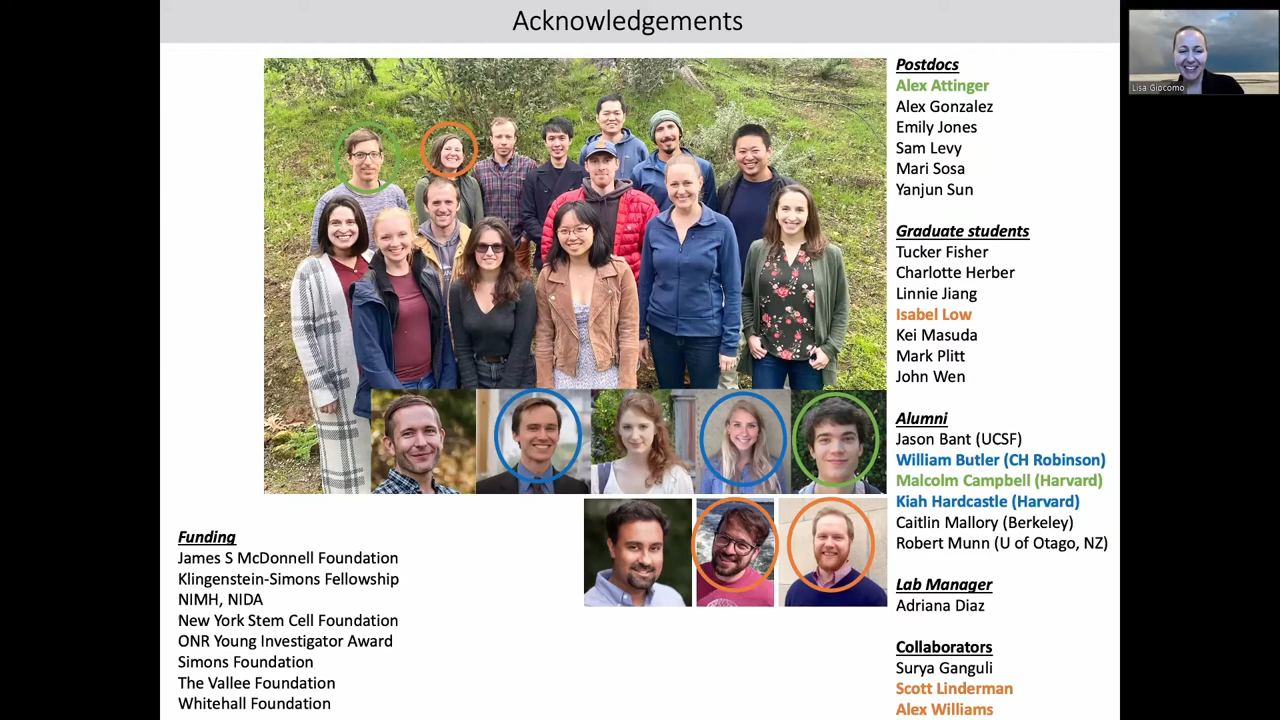 Acknowledgements
Lisa Giocomo
Postdocs
Alex Attinger
Alex Gonzalez
Emily Jones
Sam Levy
Mari Sosa
Yanjun Sun
Graduate students
Tucker Fisher
Charlotte Herber
Linnie Jiang
Isabel Low
Kei Masuda
Mark Plitt
John Wen
Alumni
Jason Bant (UCSF)
William Butler (CH Robinson)
Malcolm Campbell (Harvard)
Kiah Hardcastle (Harvard)
Caitlin Mallory (Berkeley)
Robert Munn (U of Otago, NZ)
Lab Manager
Adriana Diaz
Collaborators
Surya Ganguli
Scott Linderman
Alex Williams
Funding
James S McDonnell Foundation
Klingenstein-Simons Fellowship
NIMH, NIDA
New York Stem Cell Foundation
ONR Young Investigator Award
Simons Foundation
The Vallee Foundation
Whitehall Foundation